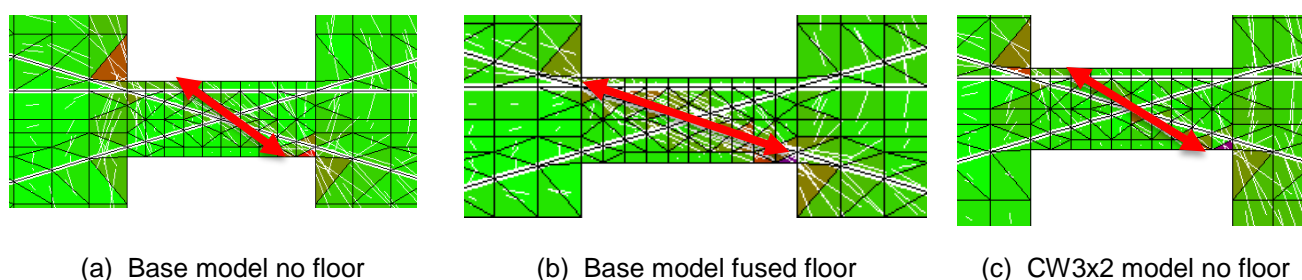 (a) Base model no floor
(b) Base model fused floor
(c) CW3x2 model no floor